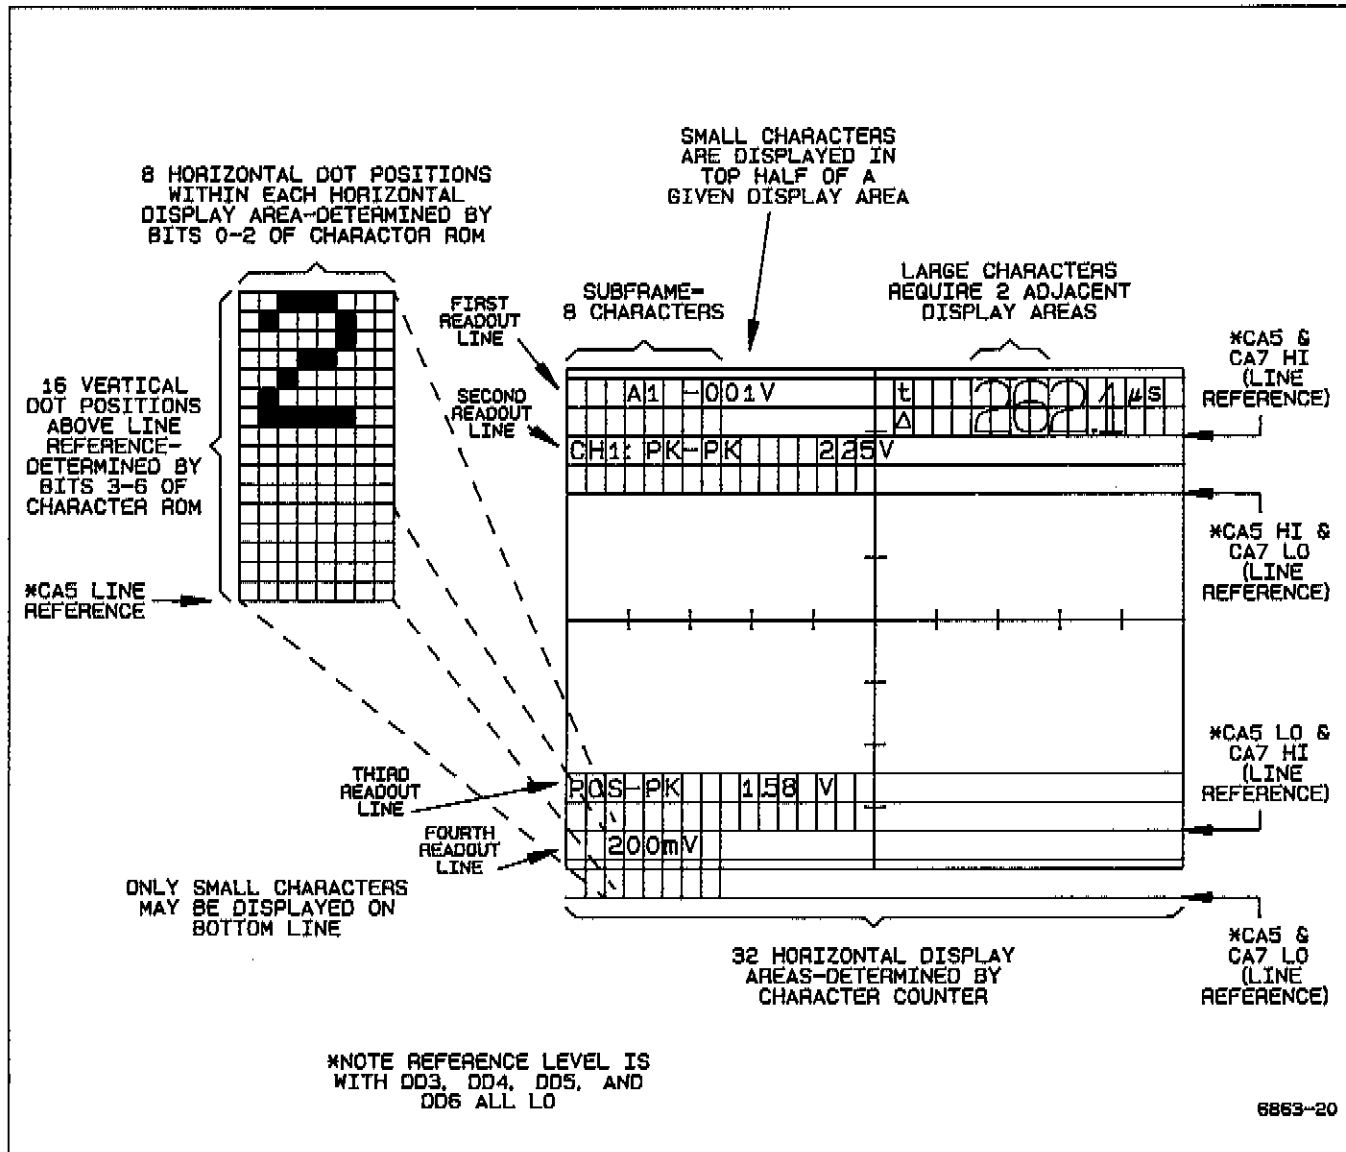 SMALL CHARACTERS
ARE DISPLAYED IN
TOP HALF OF A
GIVEN DISPLAY AREA
8 HORIZONTAL DOT POSITIONS
WITHIN EACH HORIZONTAL
DISPLAY AREA-DETERMINED BY
BITS 0-2 OF CHARACTOR ROM
SUBFRAME-
8 CHARACTERS
LARGE CHARACTERS
REQUIRE 2 ADJACENT
DISPLAY AREAS
FIRST
READOUT
LINE
SECOND
READOUT
LINE
16 VERTICAL
DOT POSITIONS
ABOVE LINE
REFERENCE-
DETERMINED BY
BITS 3-6 OF
CHARACTER ROM
*CA5 LINE
REFERENCE
A1 -001V t 262.1 µs
Δ
CH1: PK-PK 225V
*CA5 &
CA7 HI
(LINE
REFERENCE)
*CA5 HI &
CA7 LO
(LINE
REFERENCE)
*CA5 LO &
CA7 HI
(LINE
REFERENCE)
THIRD
READOUT
LINE
POS-PK 1.58 V
FOURTH
READOUT
LINE
200mV
ONLY SMALL CHARACTERS
MAY BE DISPLAYED ON
BOTTOM LINE
32 HORIZONTAL DISPLAY
AREAS-DETERMINED BY
CHARACTER COUNTER
*CA5 &
CA7 LO
(LINE
REFERENCE)
*NOTE REFERENCE LEVEL IS
WITH DD3, DD4, DD5, AND
DD6 ALL LO
6863-20